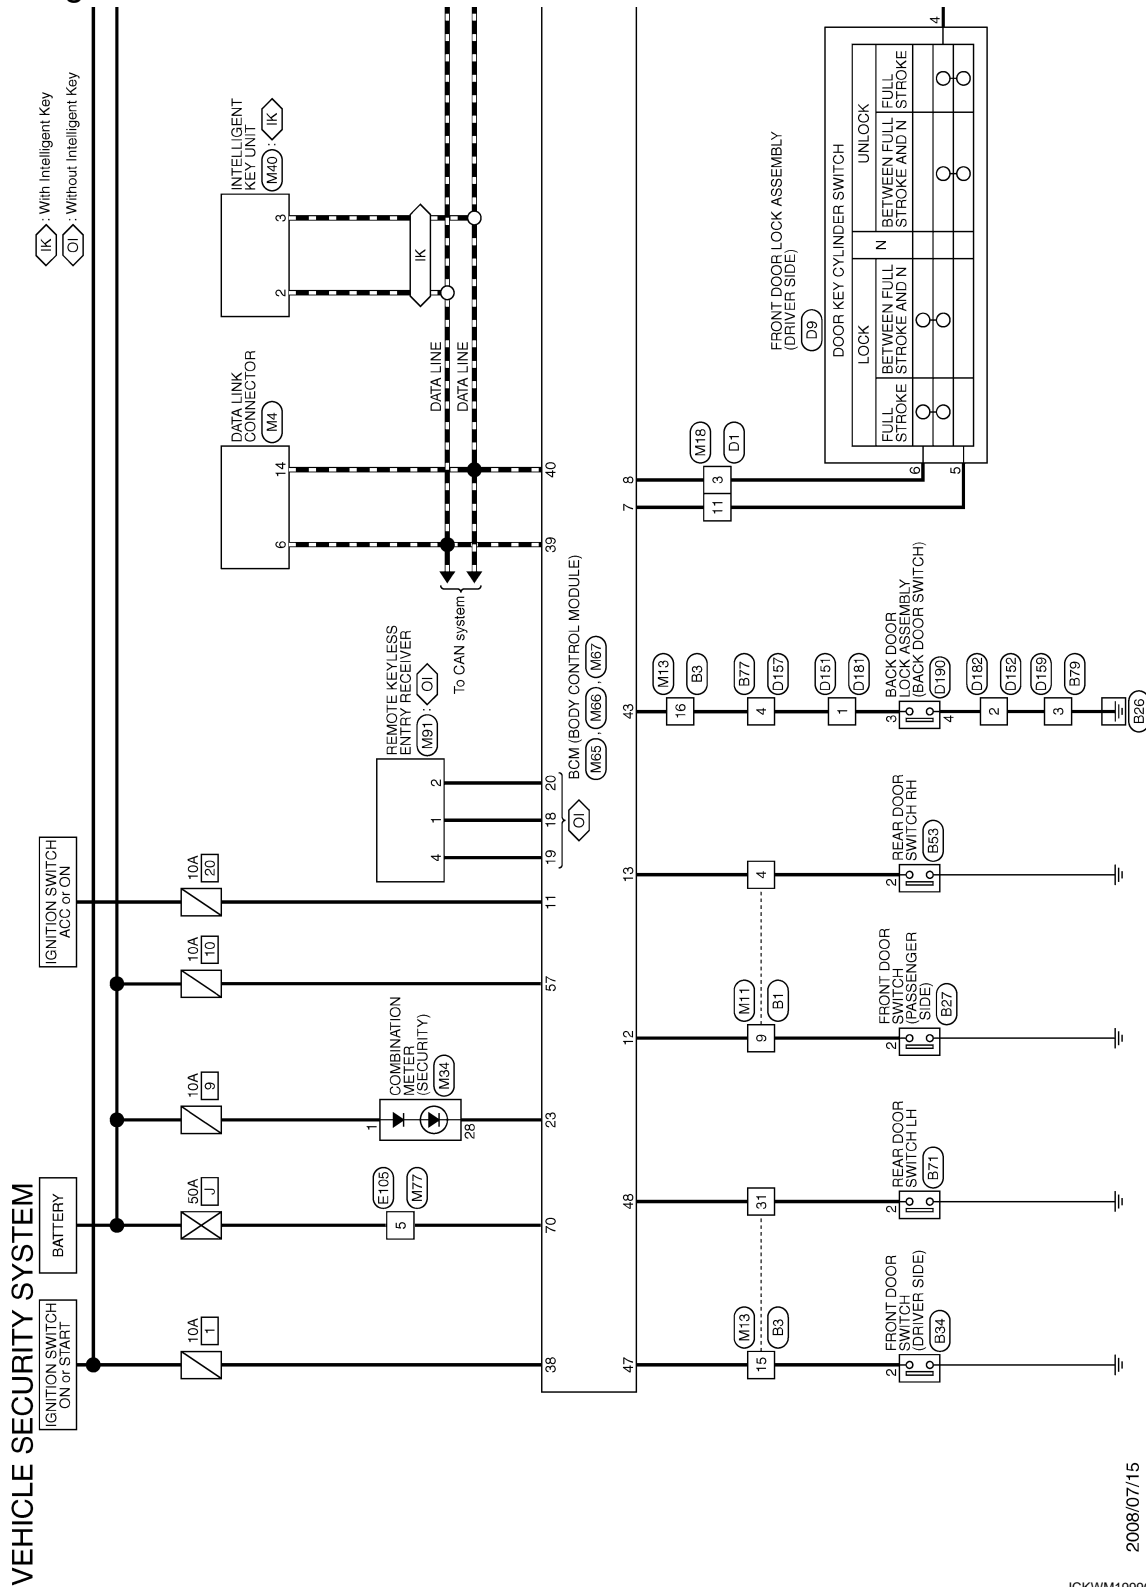 VEHICLE SECURITY SYSTEM
IK : With Intelligent Key
OI : Without Intelligent Key
IGNITION SWITCH
ON or START
BATTERY
IGNITION SWITCH
ACC or ON
10A
1
50A
J
10A
9
10A
10
10A
20
E105
M77
5
COMBINATION
METER
(SECURITY)
M34
1
28
REMOTE KEYLESS
ENTRY RECEIVER
M91 : OI
4
1
2
DATA LINK
CONNECTOR
M4
6
14
INTELLIGENT
KEY UNIT
M40 : IK
2
3
IK
DATA LINE
DATA LINE
To CAN system
38
70
23
57
11
19
18
20
39
40
OI
BCM (BODY CONTROL MODULE)
M65 , M66 , M67
47
48
12
13
43
7
8
M13
B3
15
31
M11
B1
9
4
M13
B3
16
B77
D157
4
D151
D181
1
BACK DOOR
LOCK ASSEMBLY
(BACK DOOR SWITCH)
D190
3
4
D182
D152
2
D159
B79
3
B26
FRONT DOOR
SWITCH
(DRIVER SIDE)
B34
2
REAR DOOR
SWITCH LH
B71
2
FRONT DOOR
SWITCH
(PASSENGER
SIDE)
B27
2
REAR DOOR
SWITCH RH
B53
2
M18
D1
11
3
FRONT DOOR LOCK ASSEMBLY
(DRIVER SIDE)
D9
DOOR KEY CYLINDER SWITCH
LOCK
N
UNLOCK
FULL
STROKE
BETWEEN FULL
STROKE AND N
BETWEEN FULL
STROKE AND N
FULL
STROKE
6
5
4
2008/07/15